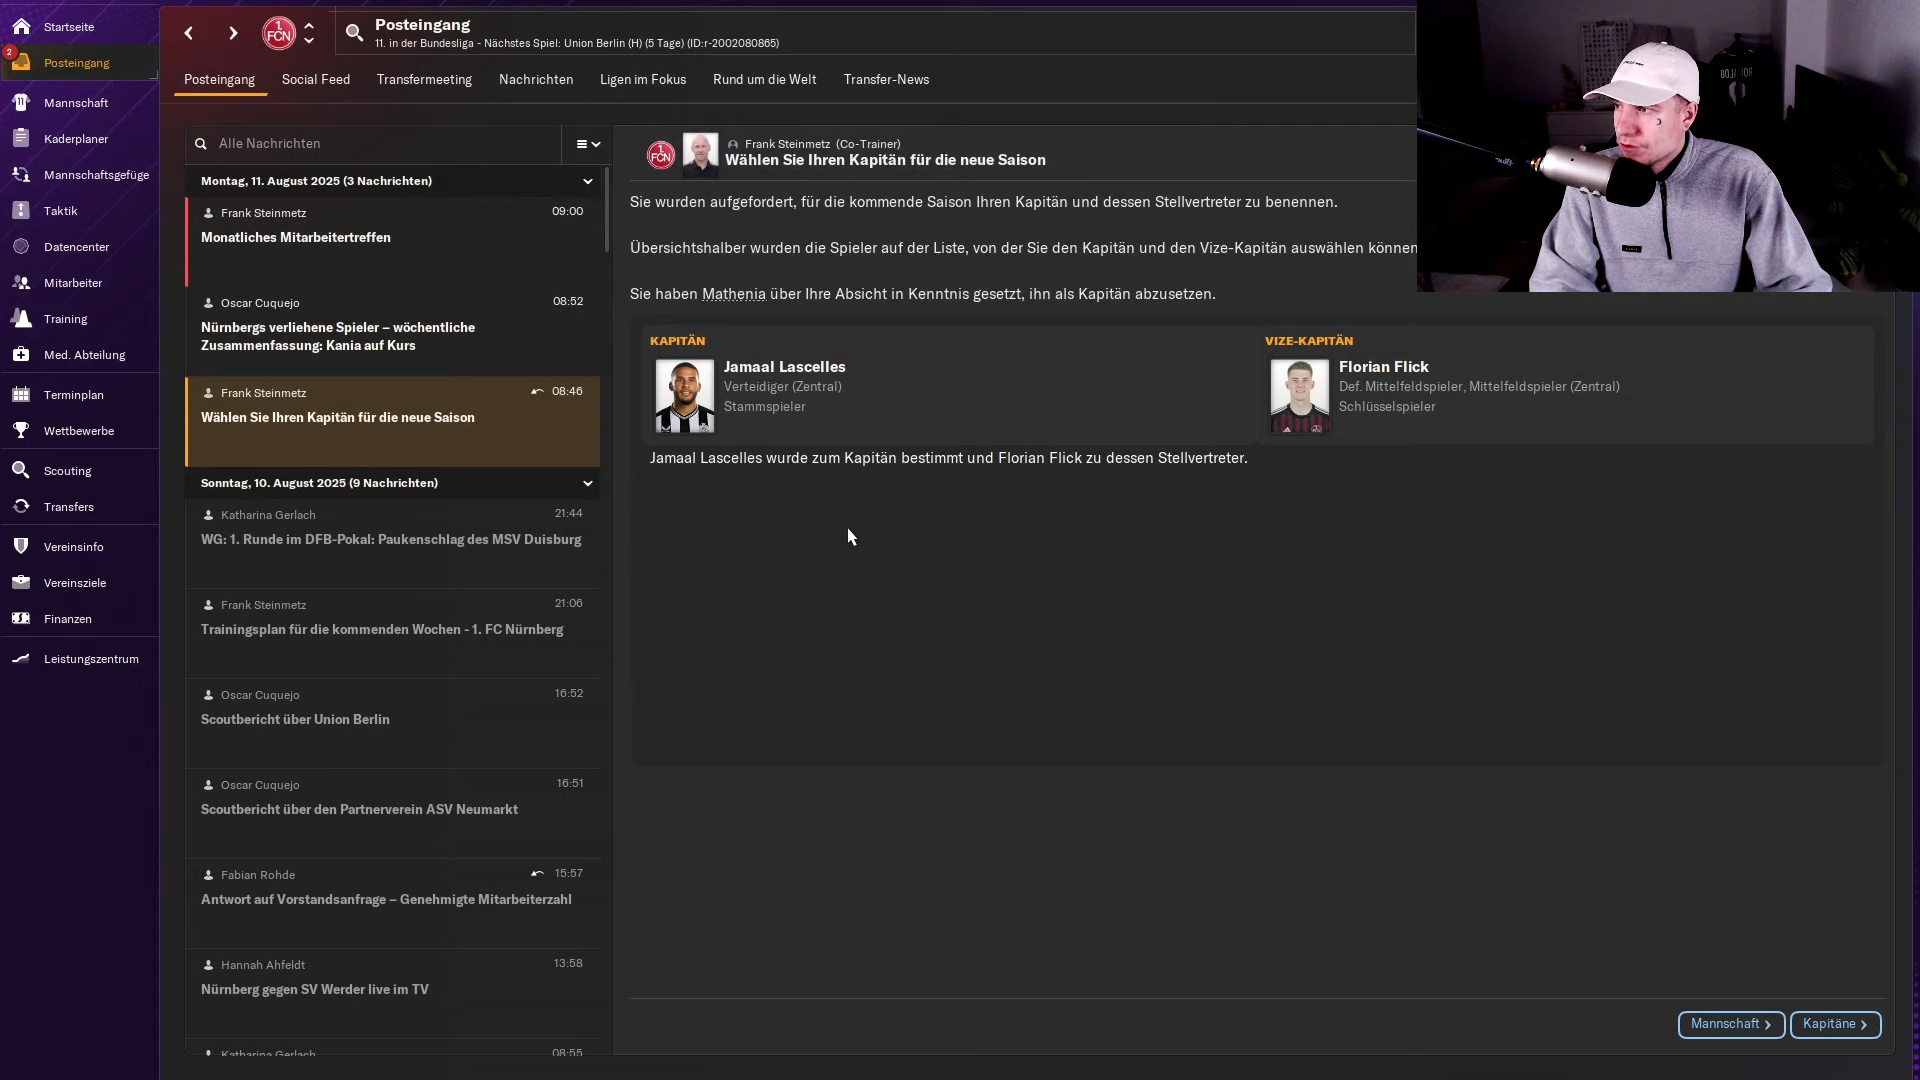 Startseite
2
Posteingang
Mannschaft
Kaderplaner
Mannschaftsgefüge
Taktik
Datencenter
Mitarbeiter
Training
Med. Abteilung
Terminplan
Wettbewerbe
Scouting
Transfers
Vereinsinfo
Vereinsziele
Finanzen
Leistungszentrum
Posteingang
11. in der Bundesliga - Nächstes Spiel: Union Berlin (H) (5 Tage) (ID:r-2002080865)
Posteingang Social Feed Transfermeeting Nachrichten Ligen im Fokus Rund um die Welt Transfer-News
Alle Nachrichten
Montag, 11. August 2025 (3 Nachrichten)
Frank Steinmetz 09:00
Monatliches Mitarbeitertreffen
Oscar Cuquejo 08:52
Nürnbergs verliehene Spieler – wöchentliche
Zusammenfassung: Kania auf Kurs
Frank Steinmetz 08:46
Wählen Sie Ihren Kapitän für die neue Saison
Sonntag, 10. August 2025 (9 Nachrichten)
Katharina Gerlach 21:44
WG: 1. Runde im DFB-Pokal: Paukenschlag des MSV Duisburg
Frank Steinmetz 21:06
Trainingsplan für die kommenden Wochen - 1. FC Nürnberg
Oscar Cuquejo 16:52
Scoutbericht über Union Berlin
Oscar Cuquejo 16:51
Scoutbericht über den Partnerverein ASV Neumarkt
Fabian Rohde 15:57
Antwort auf Vorstandsanfrage – Genehmigte Mitarbeiterzahl
Hannah Ahfeldt 13:58
Nürnberg gegen SV Werder live im TV
Katharina Gerlach 08:55
1.
FCN
Frank Steinmetz (Co-Trainer)
Wählen Sie Ihren Kapitän für die neue Saison
Sie wurden aufgefordert, für die kommende Saison Ihren Kapitän und dessen Stellvertreter zu benennen.
Übersichtshalber wurden die Spieler auf der Liste, von der Sie den Kapitän und den Vize-Kapitän auswählen können
Sie haben Mathenia über Ihre Absicht in Kenntnis gesetzt, ihn als Kapitän abzusetzen.
KAPITÄN
Jamaal Lascelles
Verteidiger (Zentral)
Stammspieler
VIZE-KAPITÄN
Florian Flick
Def. Mittelfeldspieler, Mittelfeldspieler (Zentral)
Schlüsselspieler
Jamaal Lascelles wurde zum Kapitän bestimmt und Florian Flick zu dessen Stellvertreter.
Mannschaft Kapitäne